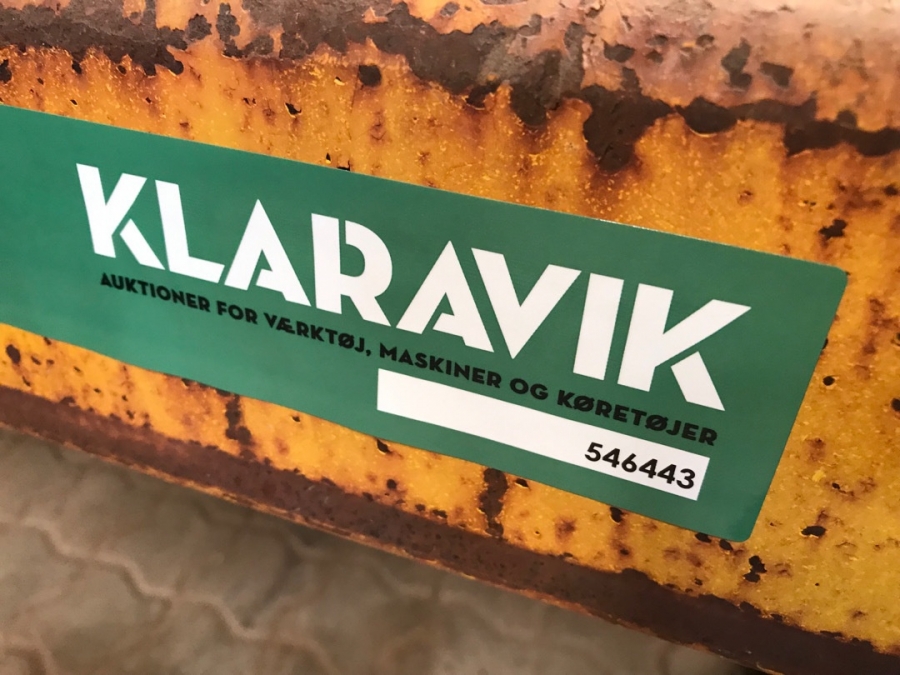 KLARAVIK
AUKTIONER FOR VÆRKTØJ, MASKINER OG KØRETØJER
546443